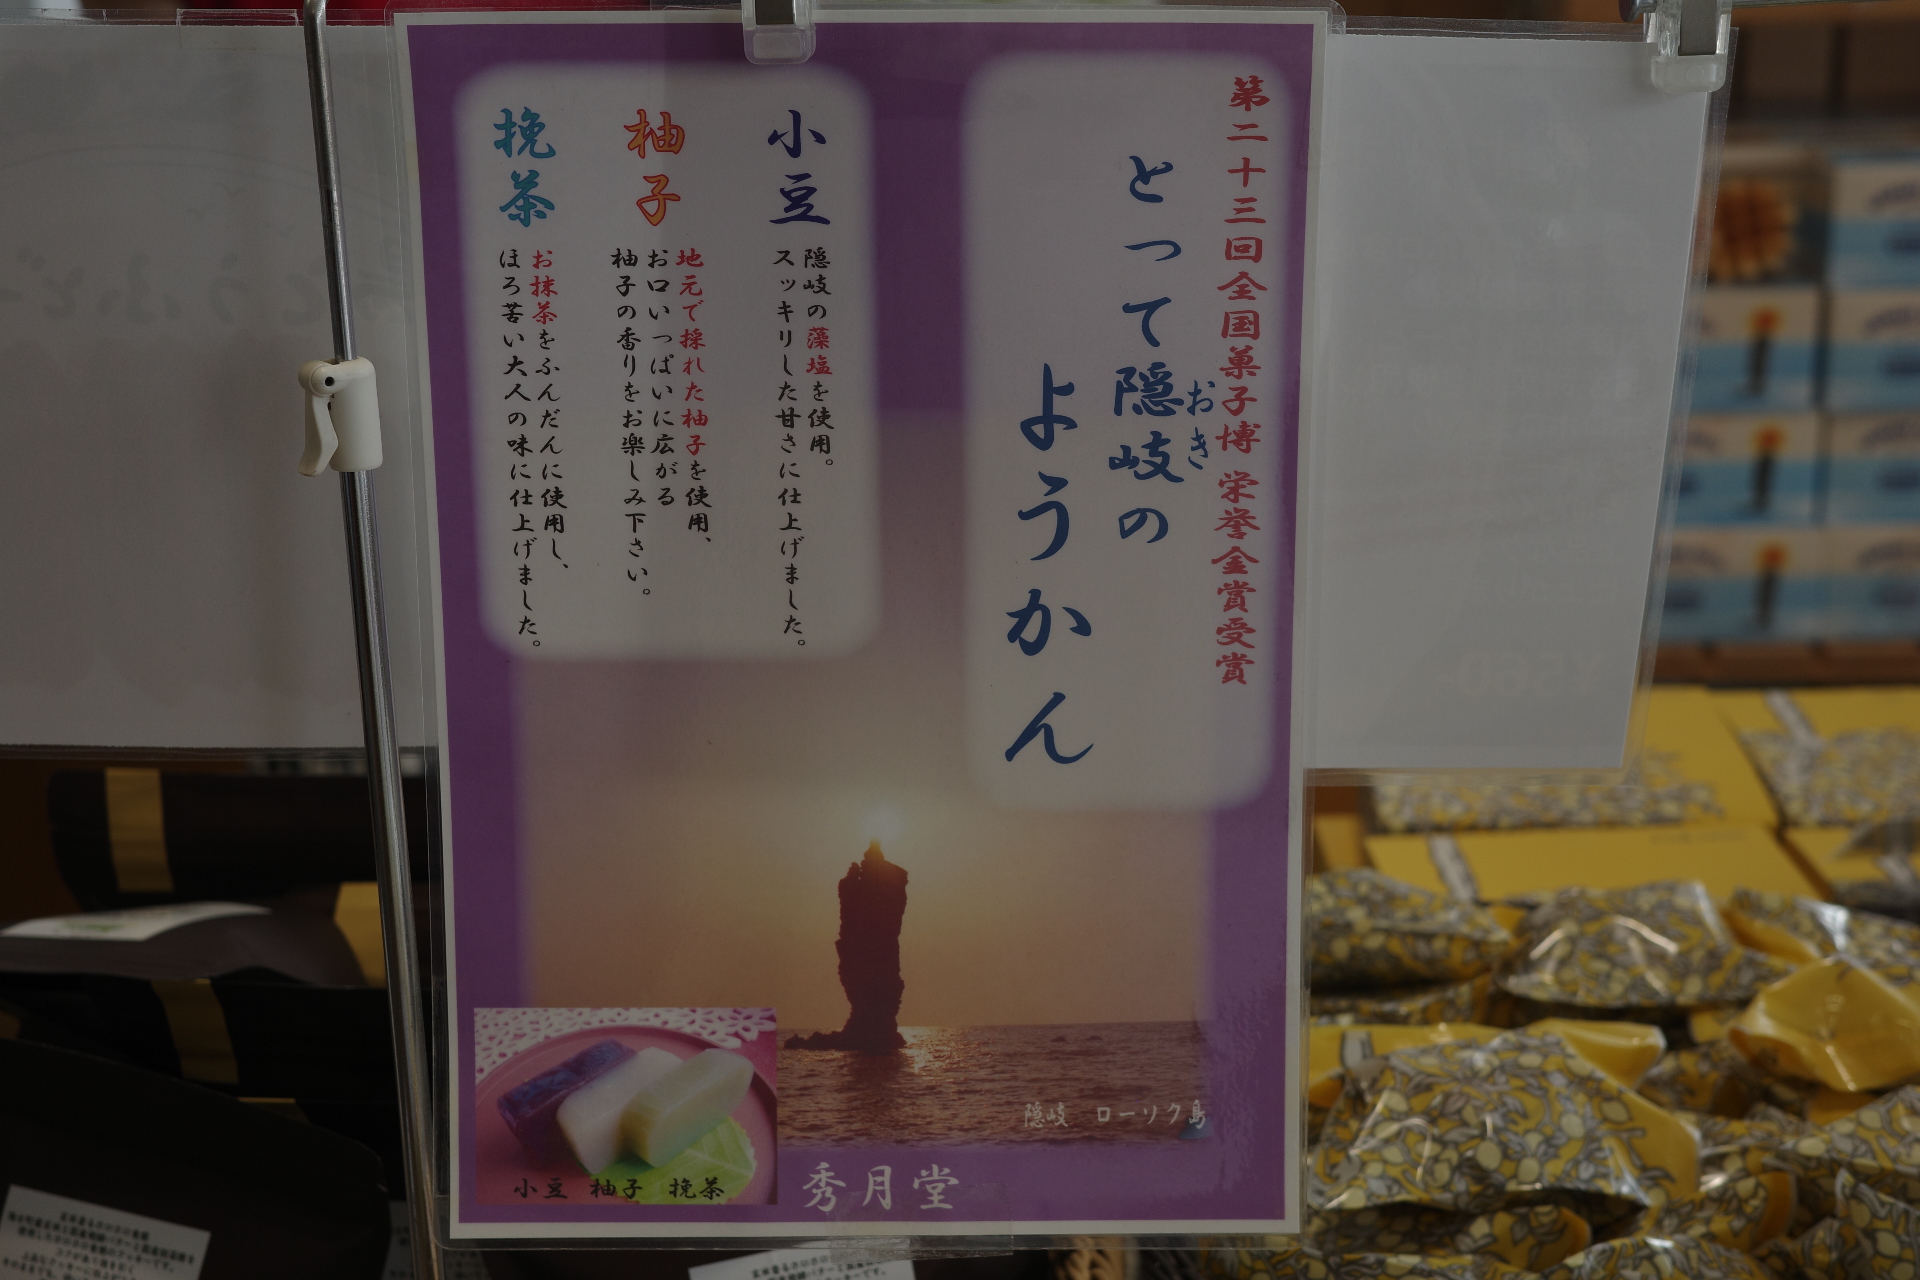 第二十三回全国菓子博 栄誉金賞受賞
とって隠岐の
おき
ようかん
小豆
隠岐の藻塩を使用。
スッキリした甘さに仕上げました。
柚子
地元で採れた柚子を使用、
お口いっぱいに広がる
柚子の香りをお楽しみ下さい。
挽茶
お抹茶をふんだんに使用し、
ほろ苦い大人の味に仕上げました。
隠岐 ローソク島
小豆 柚子 挽茶
秀月堂